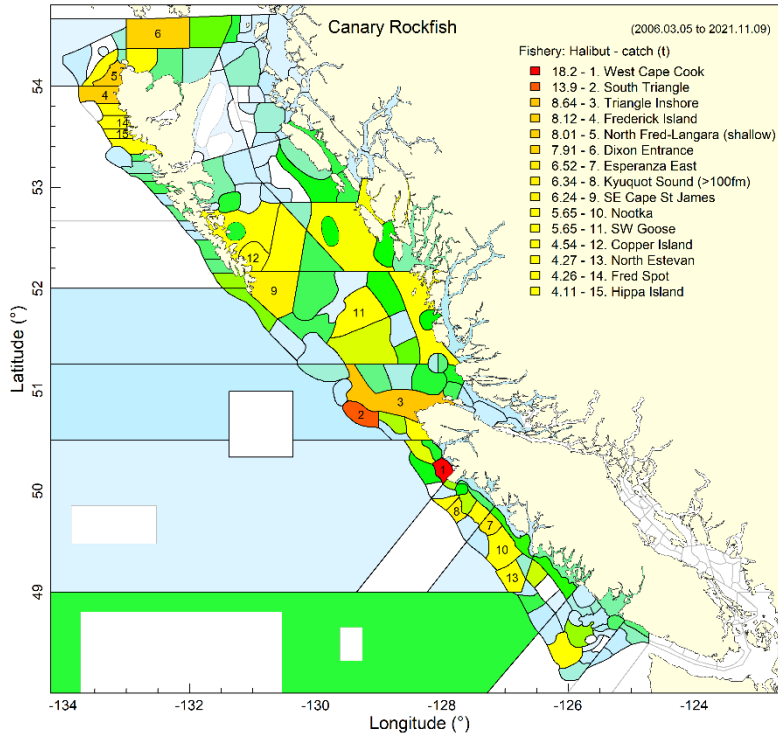 Canary Rockfish
(2006.03.05 to 2021.11.09)
Fishery: Halibut - catch (t)
18.2 - 1. West Cape Cook
13.9 - 2. South Triangle
8.64 - 3. Triangle Inshore
8.12 - 4. Frederick Island
8.01 - 5. North Fred-Langara (shallow)
7.91 - 6. Dixon Entrance
6.52 - 7. Esperanza East
6.34 - 8. Kyuquot Sound (>100fm)
6.24 - 9. SE Cape St James
5.65 - 10. Nootka
5.65 - 11. SW Goose
4.54 - 12. Copper Island
4.27 - 13. North Estevan
4.26 - 14. Fred Spot
4.11 - 15. Hippa Island
6
5
4
14
15
12
9
11
3
2
1
8
7
10
13
54
53
52
51
50
49
Latitude (°)
-134
-132
-130
-128
-126
-124
Longitude (°)